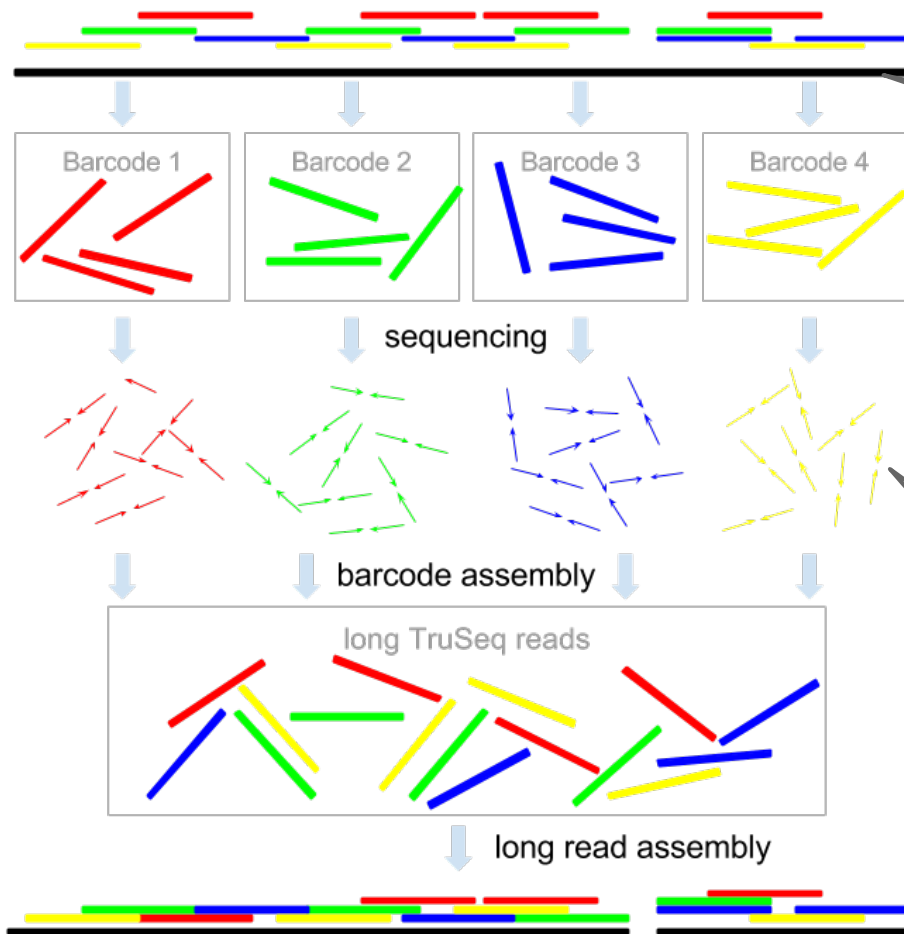 Barcode 1
Barcode 2
Barcode 3
Barcode 4
sequencing
barcode assembly
long TruSeq reads
long read assembly